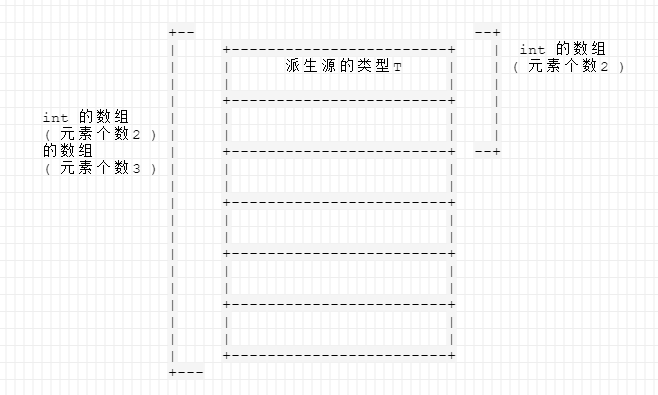 int 的数组
( 元素个数2 )
派生源的类型T
int 的数组
( 元素个数2 )
的数组
( 元素个数3 )